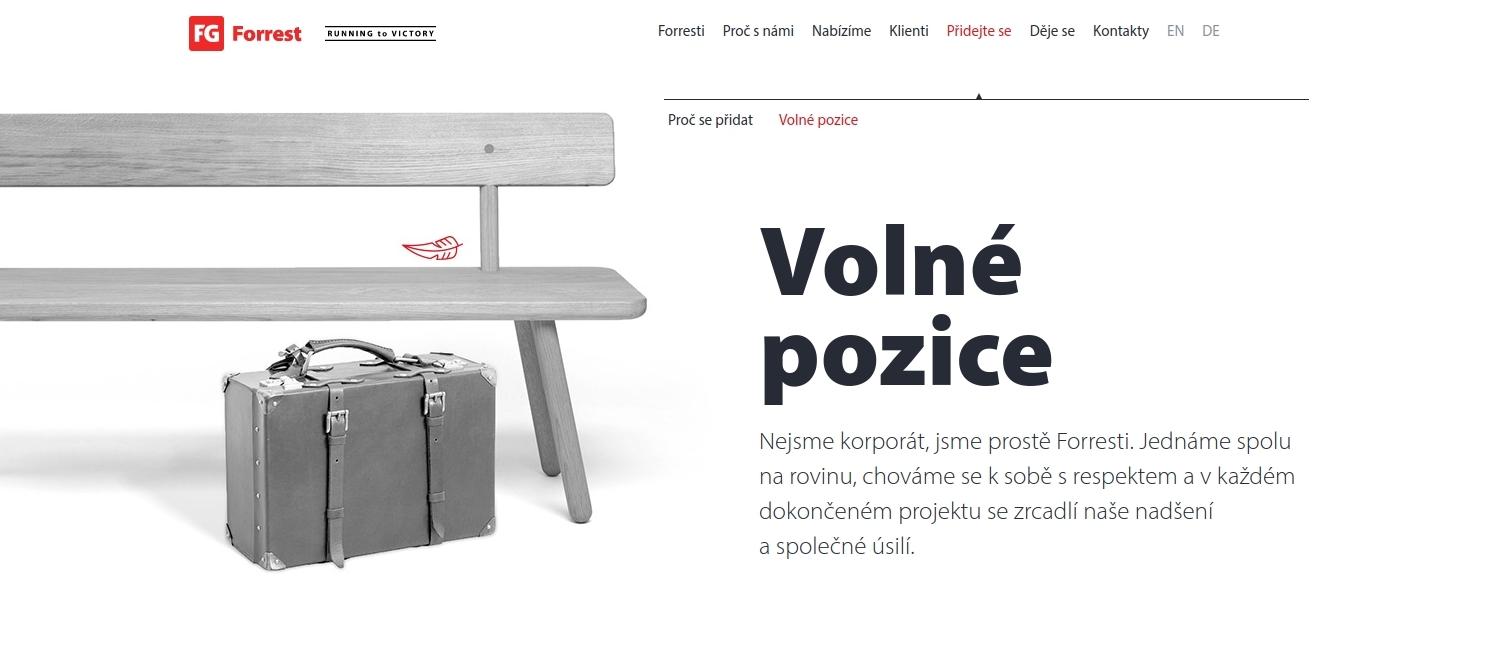 FG Forrest RUNNING to VICTORY
Forresti Proč s námi Nabízíme Klienti Přidejte se Děje se Kontakty EN DE
Proč se přidat Volné pozice
Volné
pozice
Nejsme korporát, jsme prostě Forresti. Jednáme spolu
na rovinu, chováme se k sobě s respektem a v každém
dokončeném projektu se zrcadlí naše nadšení
a společné úsilí.